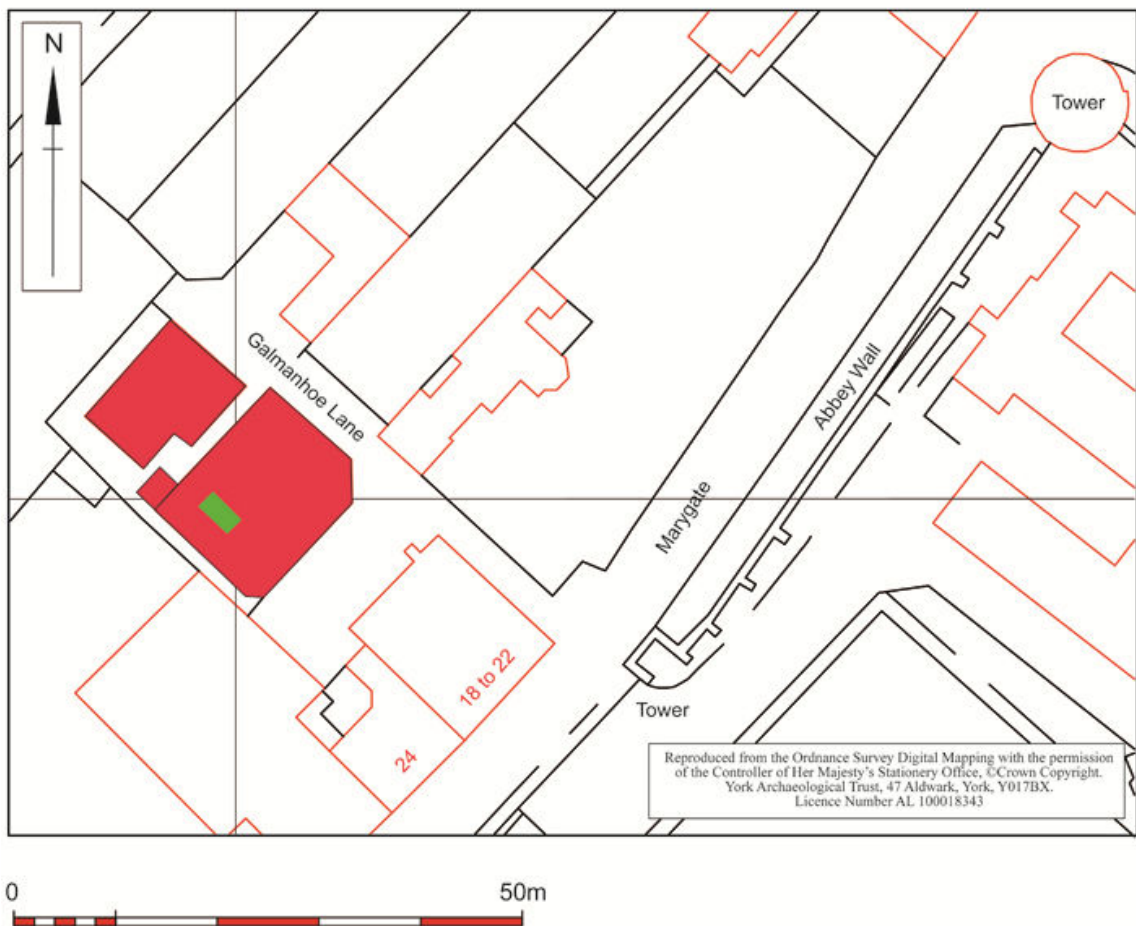 N
Tower
Galmanhoe Lane
Abbey Wall
Marygate
18 to 22
Tower
24
Reproduced from the Ordnance Survey Digital Mapping with the permission
of the Controller of Her Majesty's Stationery Office, ©Crown Copyright.
York Archaeological Trust, 47 Aldwark, York, Y017BX.
Licence Number AL 100018343
0
50m